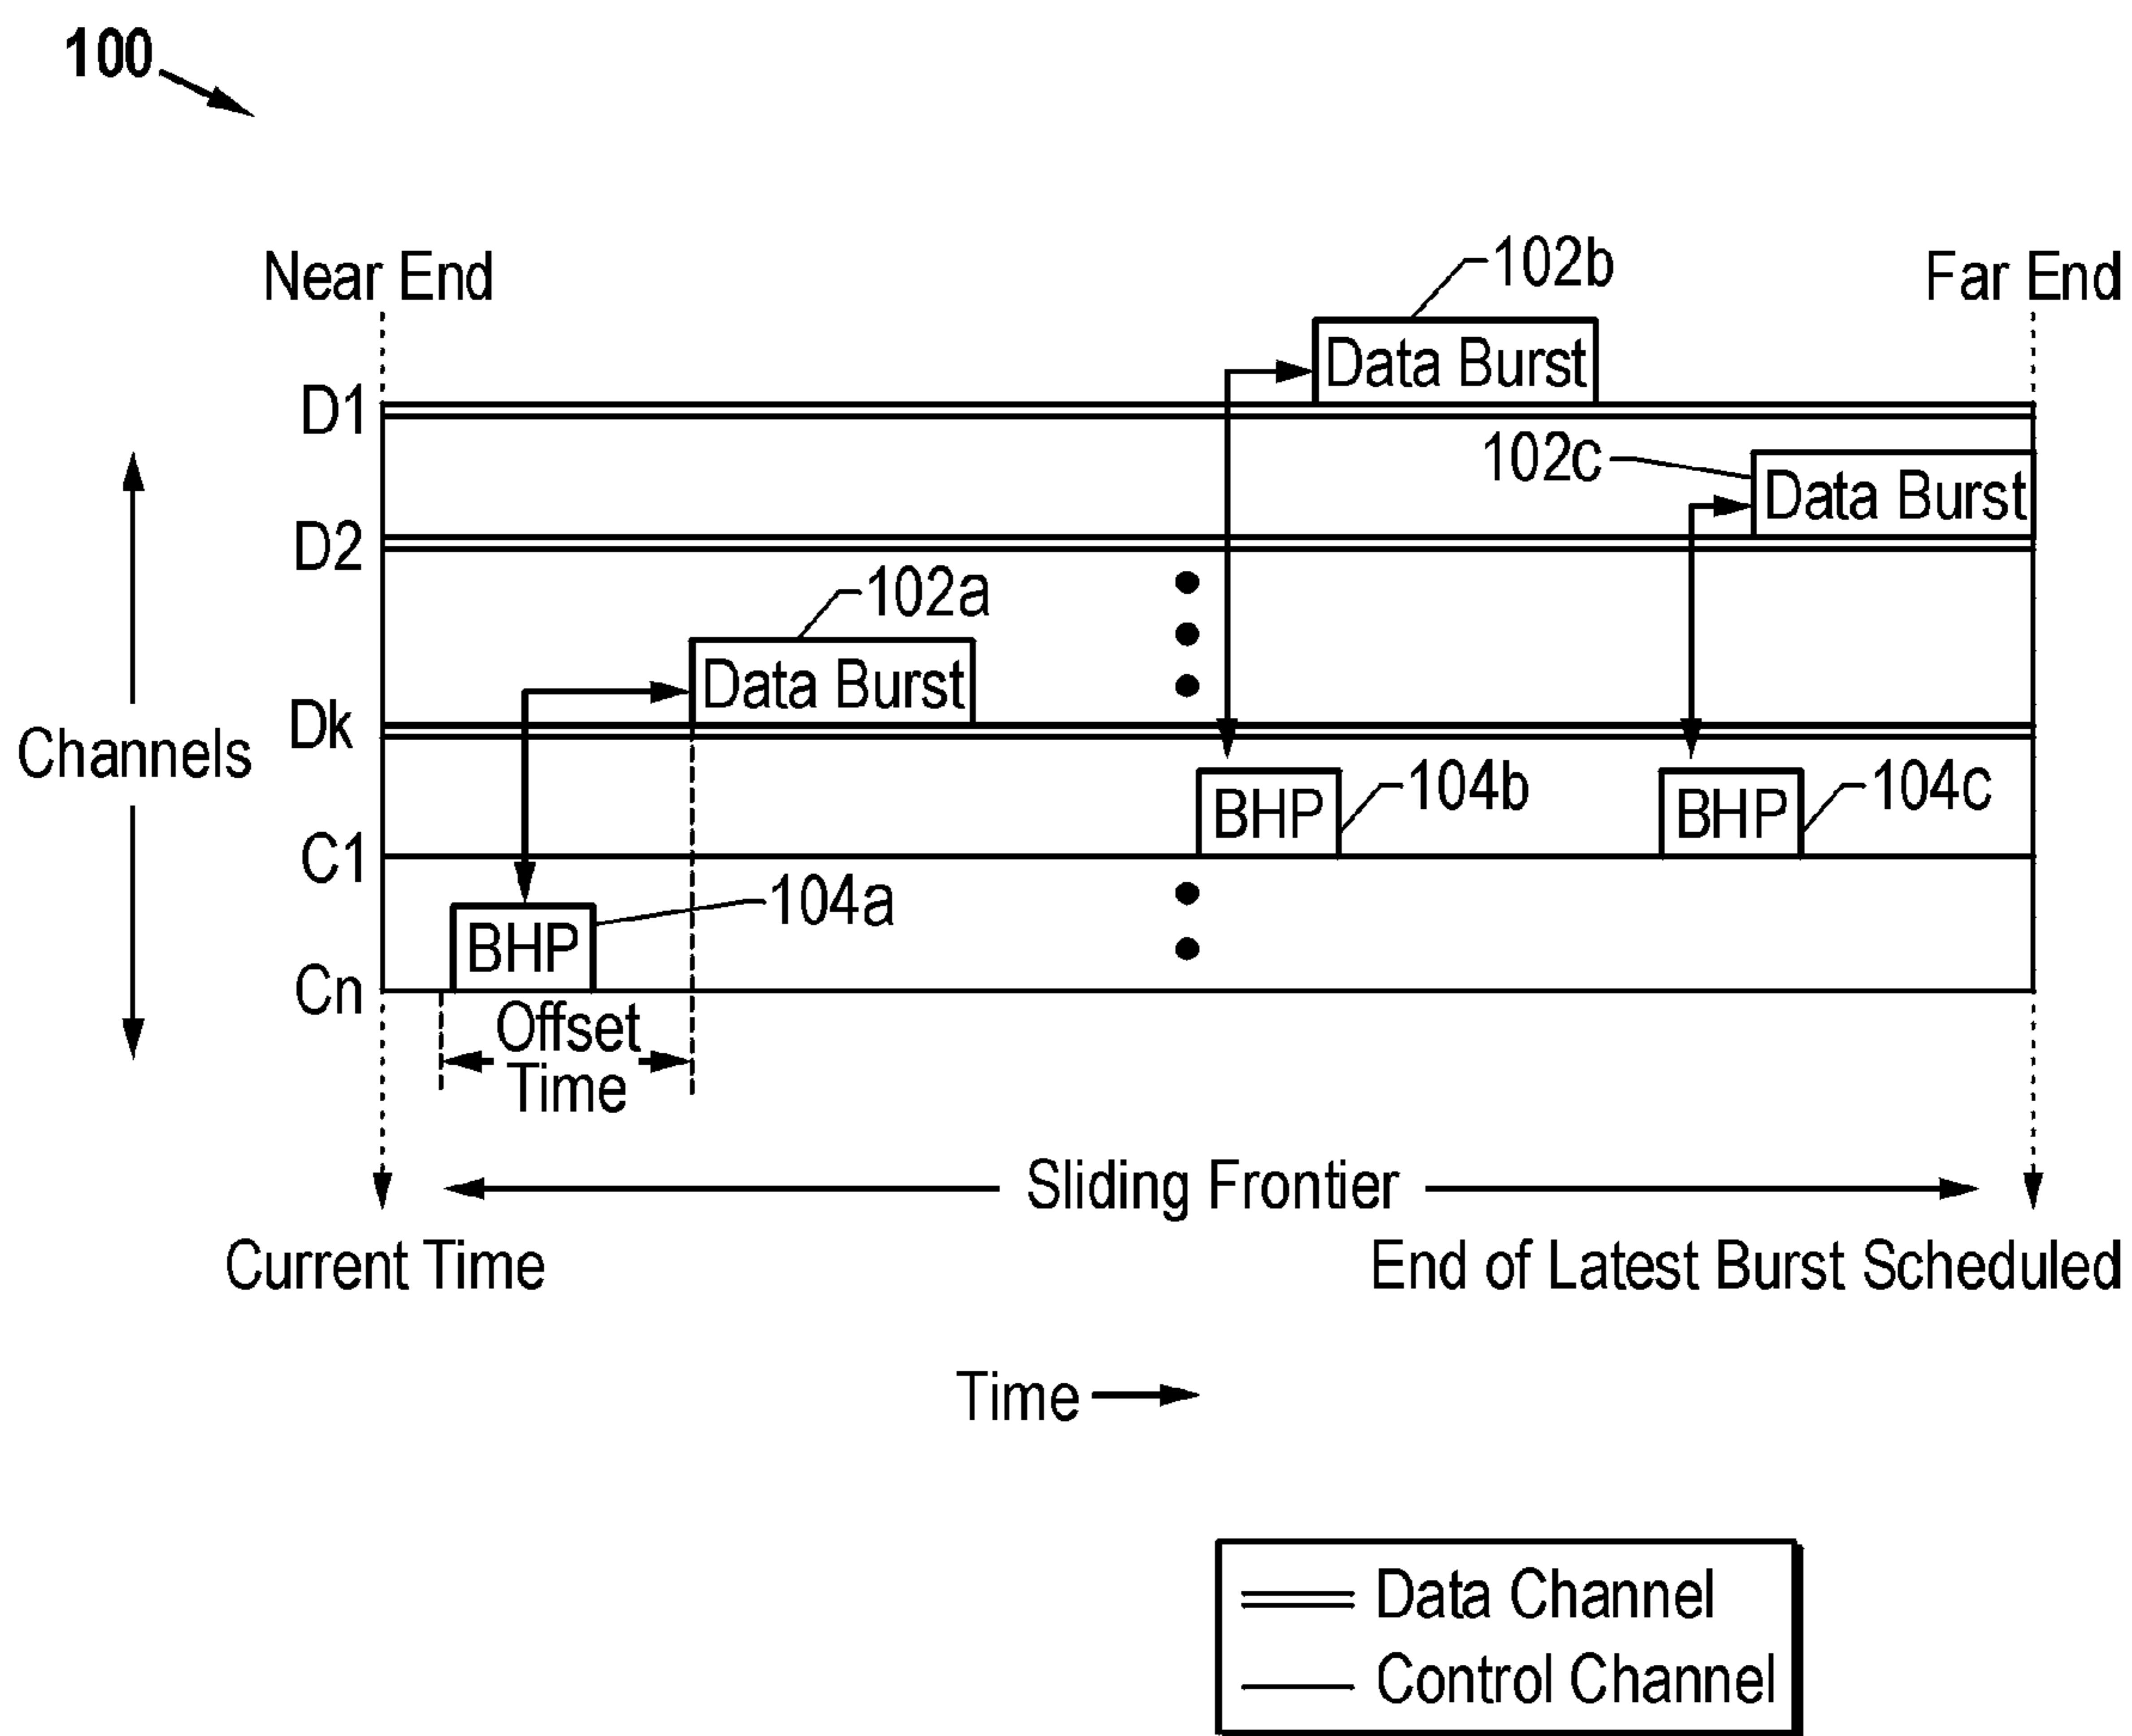 100
Near End
Far End
102b
Data Burst
D1
102c
Data Burst
D2
102a
Data Burst
Dk
Channels
104b
BHP
104c
BHP
C1
104a
BHP
Cn
Offset
Time
Sliding Frontier
Current Time
End of Latest Burst Scheduled
Time
Data Channel
Control Channel